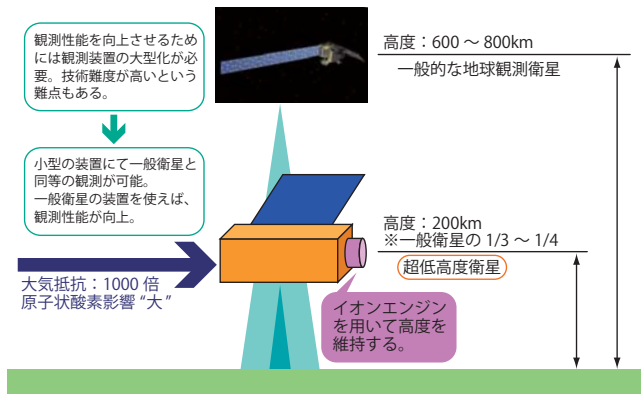 観測性能を向上させるため
には観測装置の大型化が必
要。技術難度が高いという
難点もある。
高度：600 ～ 800km
一般的な地球観測衛星
小型の装置にて一般衛星と
同等の観測が可能。
一般衛星の装置を使えば、
観測性能が向上。
高度：200km
※一般衛星の 1/3 ～ 1/4
超低高度衛星
大気抵抗：1000 倍
原子状酸素影響 “大 ”
イオンエンジン
を用いて高度を
維持する。